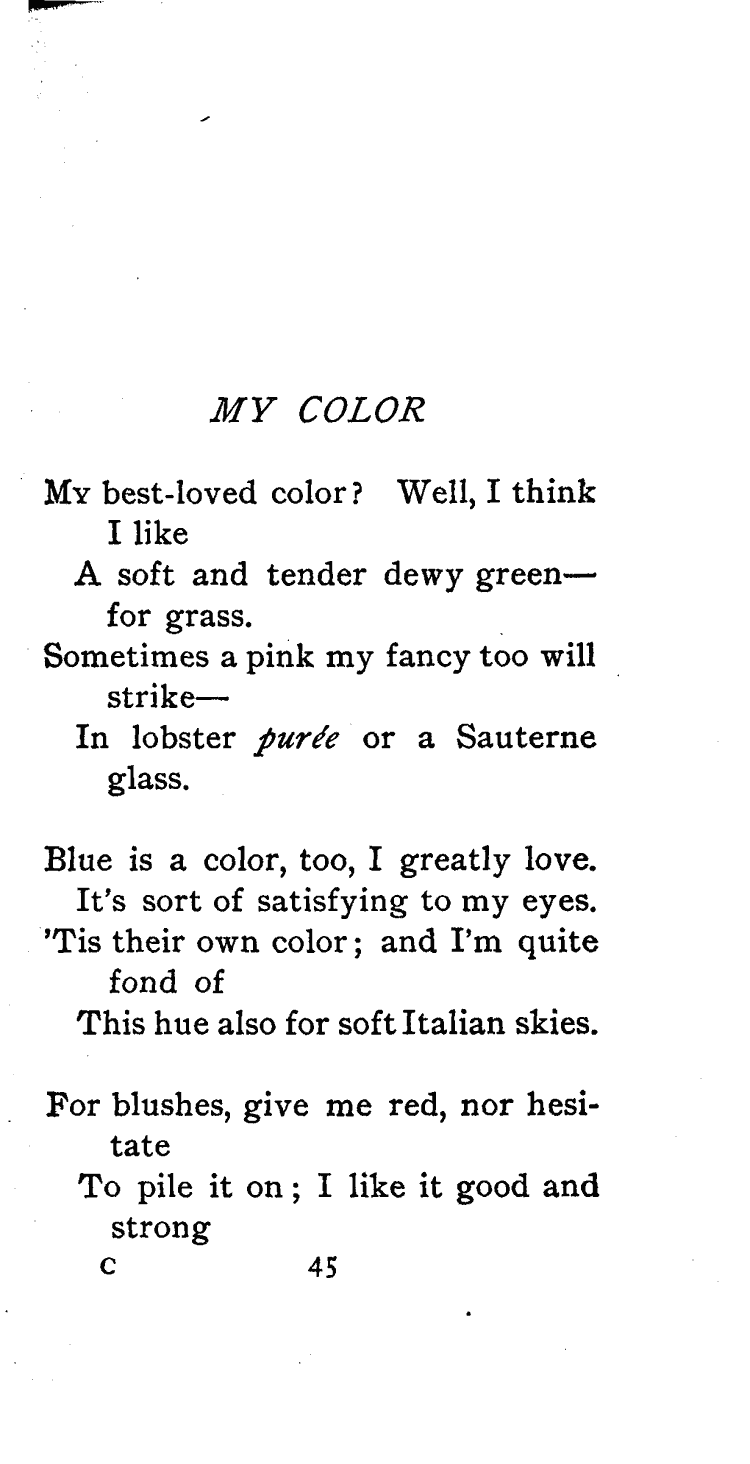 MY COLOR
My best-loved color? Well, I think
I like
A soft and tender dewy green—
for grass.
Sometimes a pink my fancy too will
strike—
In lobster purée or a Sauterne
glass.
Blue is a color, too, I greatly love.
It's sort of satisfying to my eyes.
'Tis their own color; and I'm quite
fond of
This hue also for soft Italian skies.
For blushes, give me red, nor hesi-
tate
To pile it on; I like it good and
strong
C 45